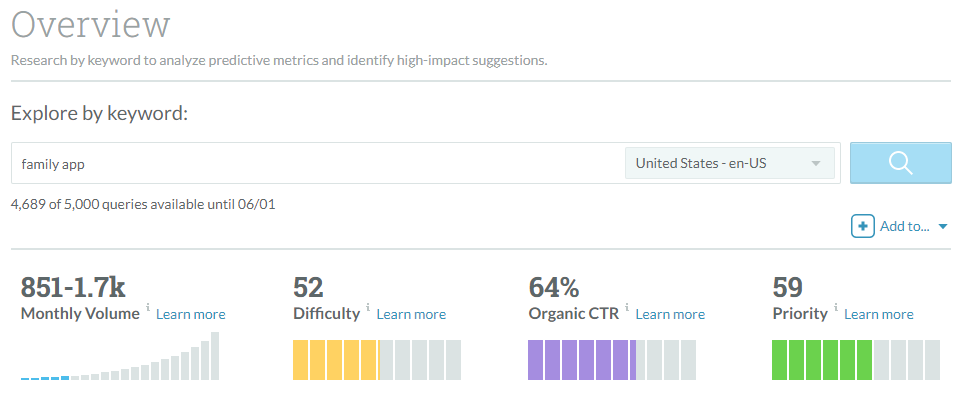 Overview
Research by keyword to analyze predictive metrics and identify high-impact suggestions.
Explore by keyword:
family app United States - en-US
4,689 of 5,000 queries available until 06/01
Add to...
851-1.7k 52 64% 59
Monthly Volume i Learn more Difficulty i Learn more Organic CTR i Learn more Priority i Learn more